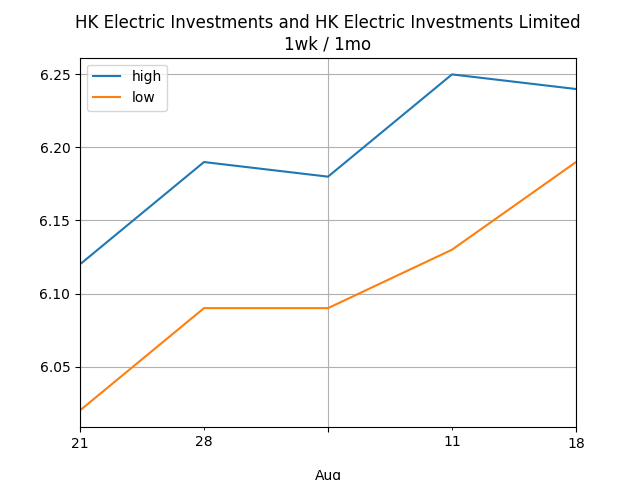 HK Electric Investments and HK Electric Investments Limited
1wk / 1mo
high
low
6.25
6.20
6.15
6.10
6.05
21
28
11
18
Aug